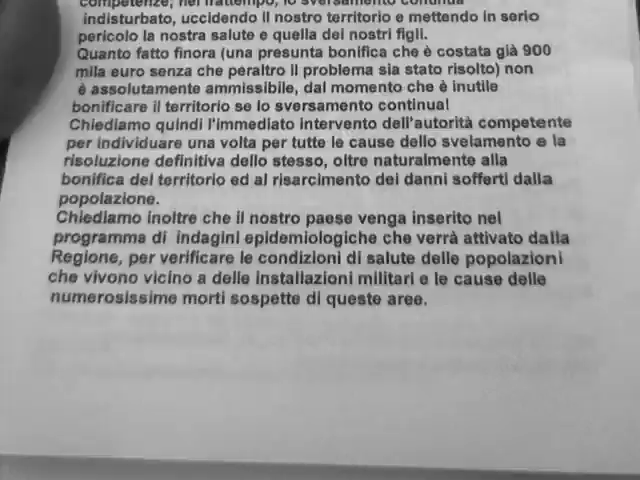 competenze, nel frattempo, lo sversamento continua
indisturbato, uccidendo il nostro territorio e mettendo in serio
pericolo la nostra salute e quella dei nostri figli.
Quanto fatto finora (una presunta bonifica che è costata già 900
mila euro senza che peraltro il problema sia stato risolto) non
è assolutamente ammissibile, dal momento che è inutile
bonificare il territorio se lo sversamento continua!
Chiediamo quindi l'immediato intervento dell'autorità competente
per individuare una volta per tutte le cause dello svelamento e la
risoluzione definitiva dello stesso, oltre naturalmente alla
bonifica del territorio ed al risarcimento dei danni sofferti dalla
popolazione.
Chiediamo inoltre che il nostro paese venga inserito nel
programma di indagini epidemiologiche che verrà attivato dalla
Regione, per verificare le condizioni di salute delle popolazioni
che vivono vicino a delle installazioni militari e le cause delle
numerosissime morti sospette di queste aree.